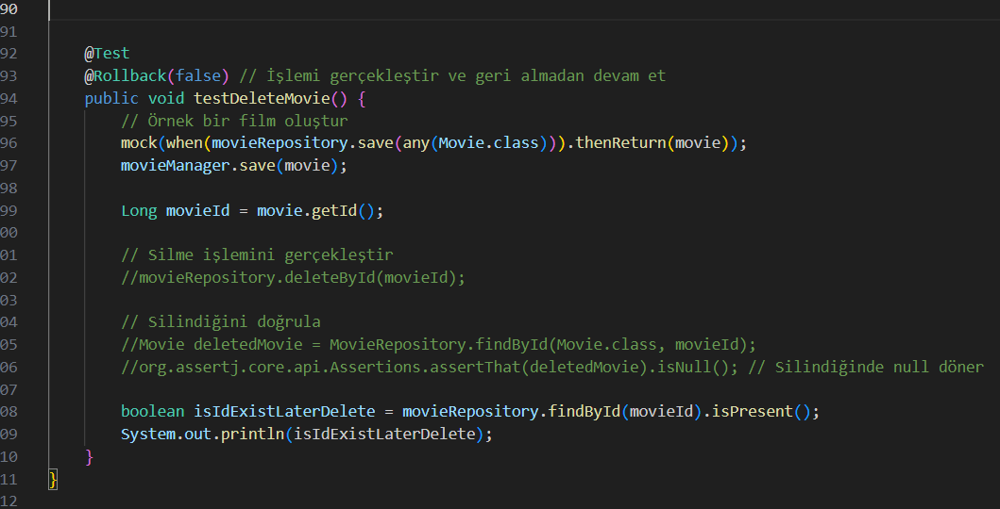 90
91
92 @Test
93 @Rollback(false) // İşlemi gerçekleştir ve geri almadan devam et
94 public void testDeleteMovie() {
95 // Örnek bir film oluştur
96 mock(when(movieRepository.save(any(Movie.class))).thenReturn(movie));
97 movieManager.save(movie);
98
99 Long movieId = movie.getId();
00
01 // Silme işlemini gerçekleştir
02 //movieRepository.deleteById(movieId);
03
04 // Silindiğini doğrula
05 //Movie deletedMovie = MovieRepository.findById(Movie.class, movieId);
06 //org.assertj.core.api.Assertions.assertThat(deletedMovie).isNull(); // Silindiğinde null döner
07
08 boolean isIdExistLaterDelete = movieRepository.findById(movieId).isPresent();
09 System.out.println(isIdExistLaterDelete);
10 }
11 }
12